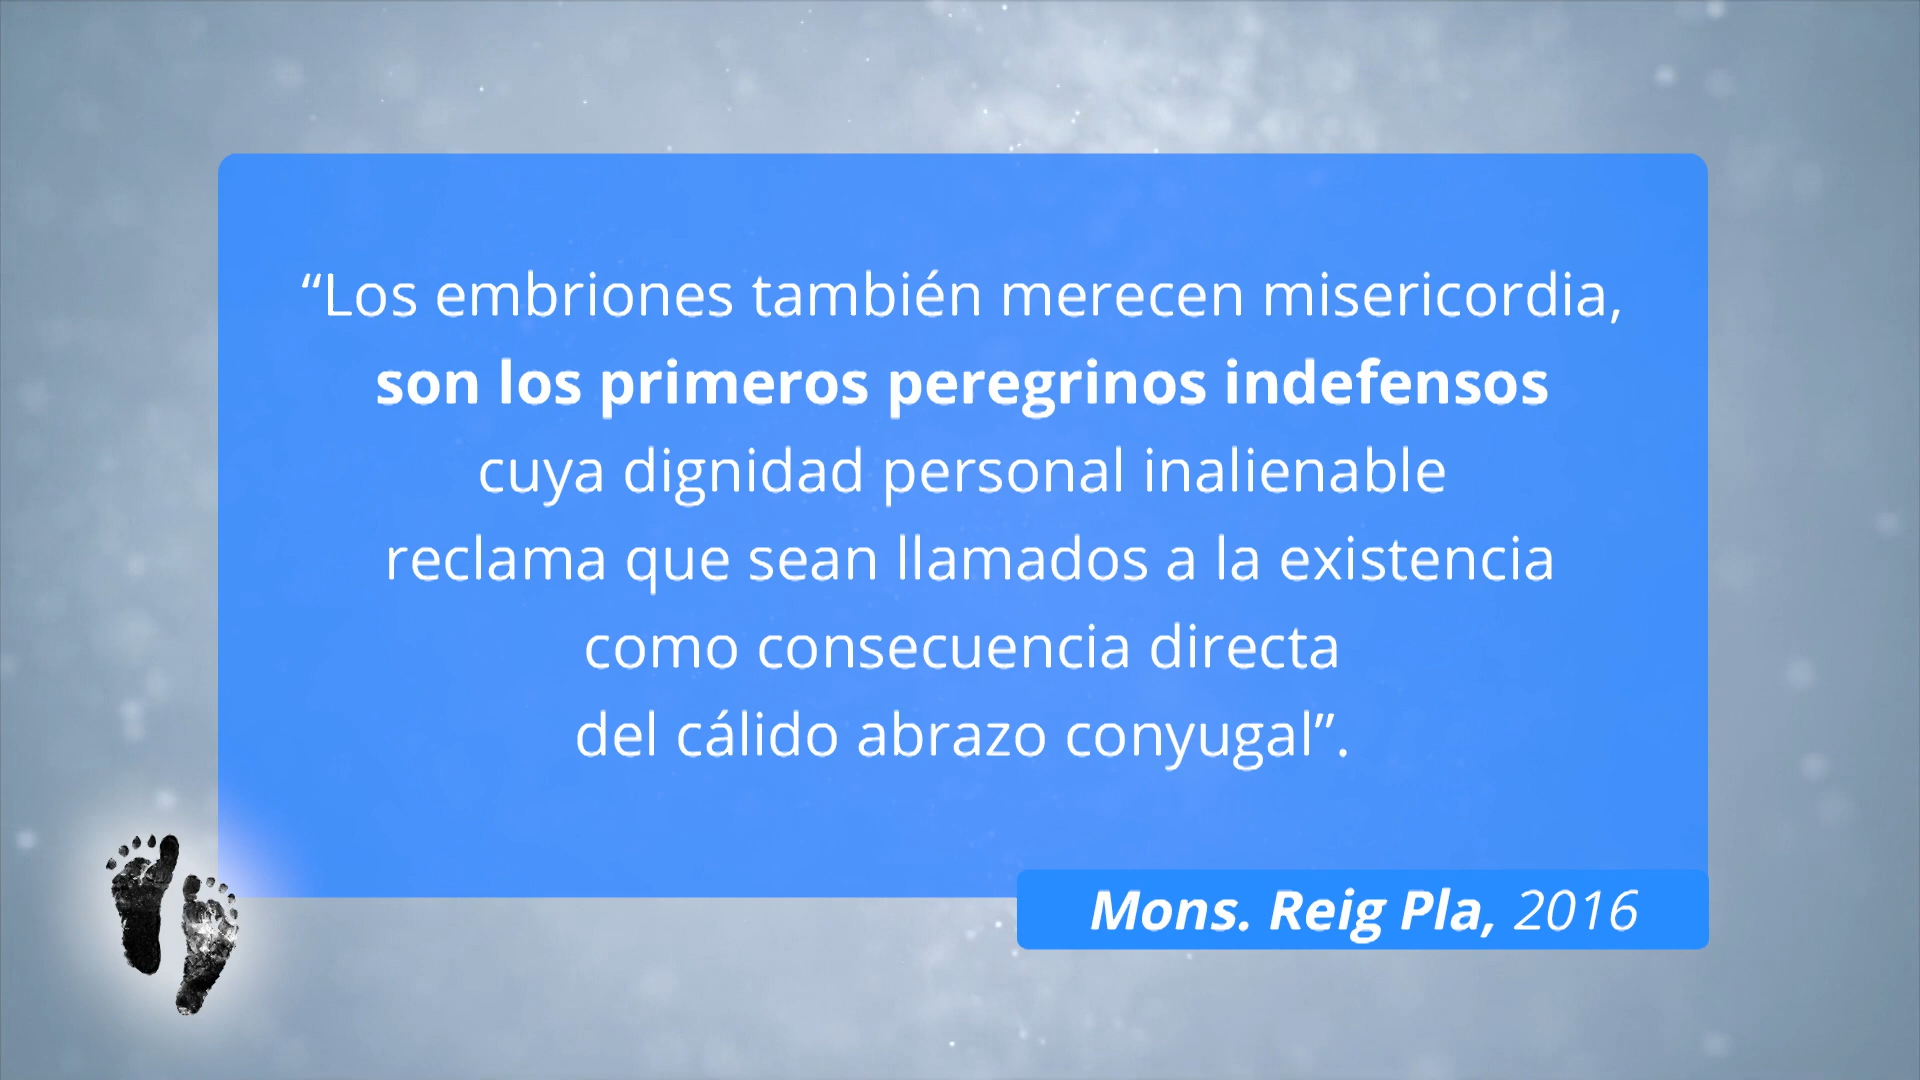 “Los embriones también merecen misericordia,
son los primeros peregrinos indefensos
cuya dignidad personal inalienable
reclama que sean llamados a la existencia
como consecuencia directa
del cálido abrazo conyugal”.
Mons. Reig Pla, 2016